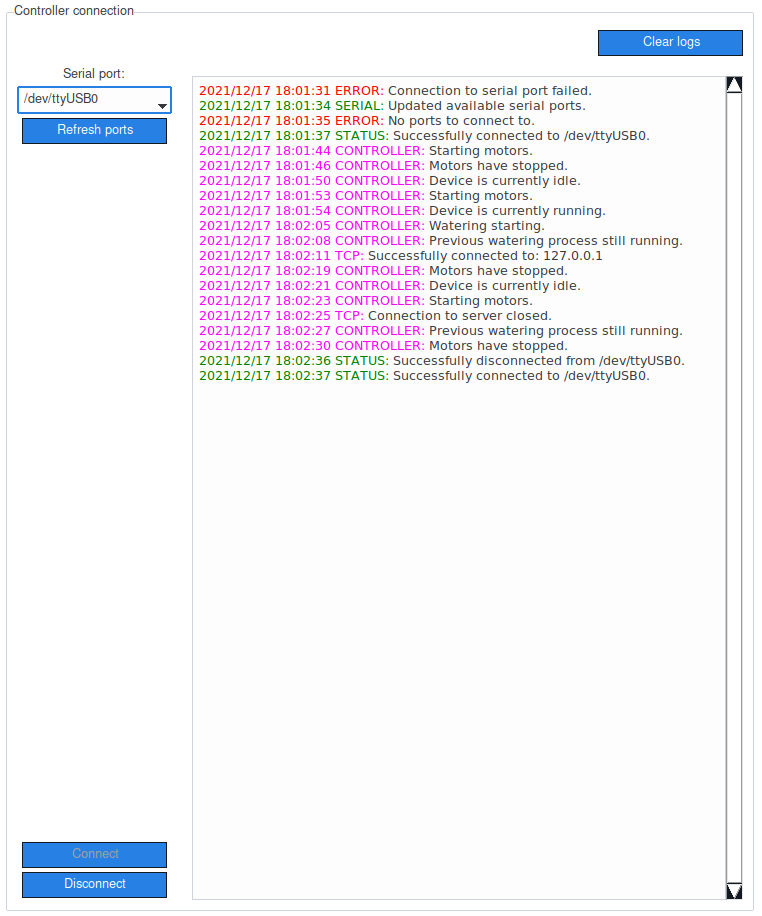 Controller connection
Clear logs
Serial port:
/dev/ttyUSB0
Refresh ports
2021/12/17 18:01:31 ERROR: Connection to serial port failed.
2021/12/17 18:01:34 SERIAL: Updated available serial ports.
2021/12/17 18:01:35 ERROR: No ports to connect to.
2021/12/17 18:01:37 STATUS: Successfully connected to /dev/ttyUSB0.
2021/12/17 18:01:44 CONTROLLER: Starting motors.
2021/12/17 18:01:46 CONTROLLER: Motors have stopped.
2021/12/17 18:01:50 CONTROLLER: Device is currently idle.
2021/12/17 18:01:53 CONTROLLER: Starting motors.
2021/12/17 18:01:54 CONTROLLER: Device is currently running.
2021/12/17 18:02:05 CONTROLLER: Watering starting.
2021/12/17 18:02:08 CONTROLLER: Previous watering process still running.
2021/12/17 18:02:11 TCP: Successfully connected to: 127.0.0.1
2021/12/17 18:02:19 CONTROLLER: Motors have stopped.
2021/12/17 18:02:21 CONTROLLER: Device is currently idle.
2021/12/17 18:02:23 CONTROLLER: Starting motors.
2021/12/17 18:02:25 TCP: Connection to server closed.
2021/12/17 18:02:27 CONTROLLER: Previous watering process still running.
2021/12/17 18:02:30 CONTROLLER: Motors have stopped.
2021/12/17 18:02:36 STATUS: Successfully disconnected from /dev/ttyUSB0.
2021/12/17 18:02:37 STATUS: Successfully connected to /dev/ttyUSB0.
Connect
Disconnect